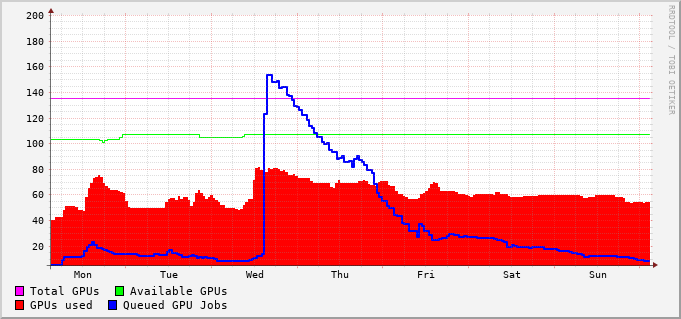 200
180
160
140
120
100
80
60
40
20
Mon Tue Wed Thu Fri Sat Sun
Total GPUs Available GPUs
GPUs used Queued GPU Jobs
RRDTOOL / TOBI OETIKER